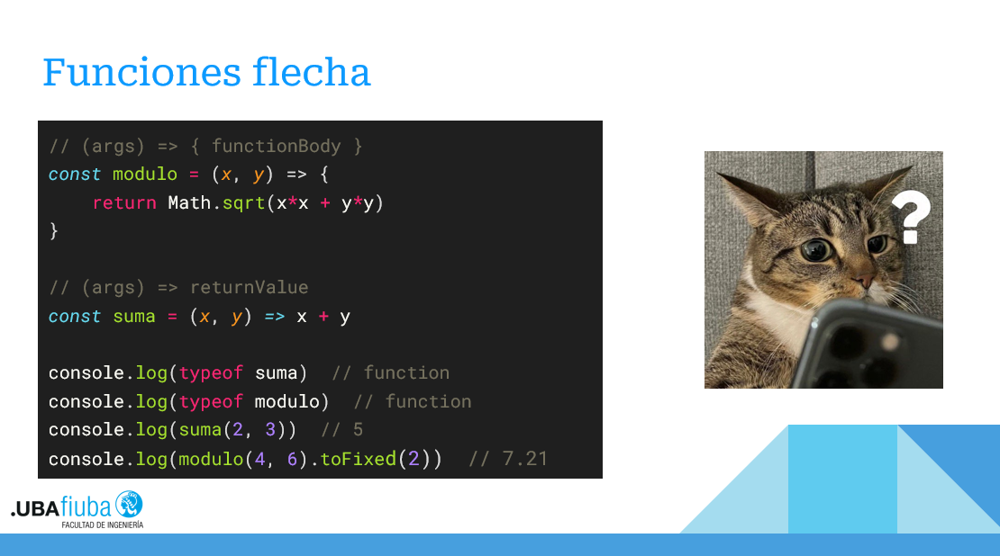 Funciones flecha
// (args) => { functionBody }
const modulo = (x, y) => {
    return Math.sqrt(x*x + y*y)
}
// (args) => returnValue
const suma = (x, y) => x + y
console.log(typeof suma)  // function
console.log(typeof modulo)  // function
console.log(suma(2, 3))  // 5
console.log(modulo(4, 6).toFixed(2))  // 7.21
?
.UBAfiuba
FACULTAD DE INGENIERÍA